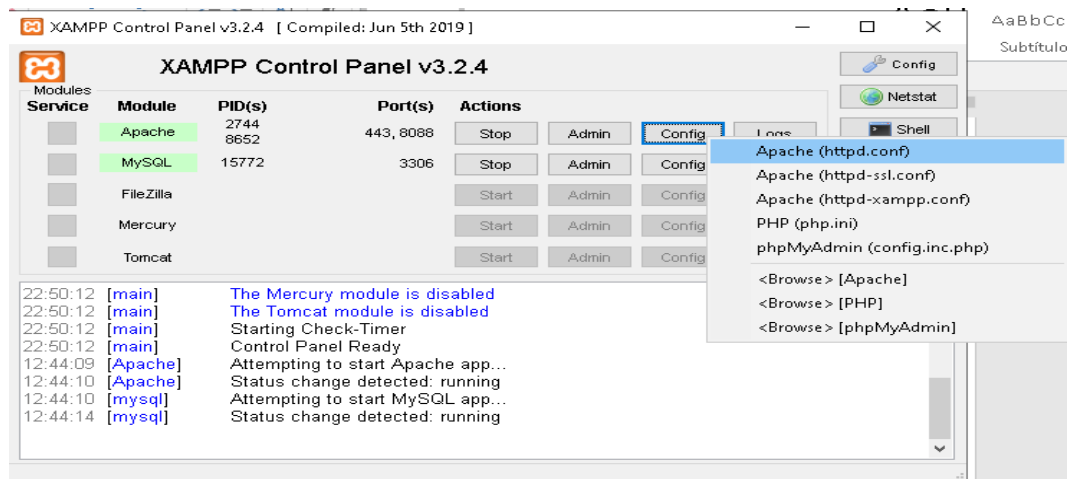 XAMPP Control Panel v3.2.4 [ Compiled: Jun 5th 2019 ]
AaBbCc
Subtítulo
XAMPP Control Panel v3.2.4
Config
Modules
Service Module PID(s) Port(s) Actions
Netstat
Apache 2744 443, 8088 Stop Admin Config Logs Shell
8652
MySQL 15772 3306 Stop Admin Config
FileZilla Start Admin Config
Mercury Start Admin Config
Tomcat Start Admin Config
Apache (httpd.conf)
Apache (httpd-ssl.conf)
Apache (httpd-xampp.conf)
PHP (php.ini)
phpMyAdmin (config.inc.php)
<Browse> [Apache]
<Browse> [PHP]
<Browse> [phpMyAdmin]
22:50:12 [main] The Mercury module is disabled
22:50:12 [main] The Tomcat module is disabled
22:50:12 [main] Starting Check-Timer
22:50:12 [main] Control Panel Ready
12:44:09 [Apache] Attempting to start Apache app...
12:44:10 [Apache] Status change detected: running
12:44:10 [mysql] Attempting to start MySQL app...
12:44:14 [mysql] Status change detected: running